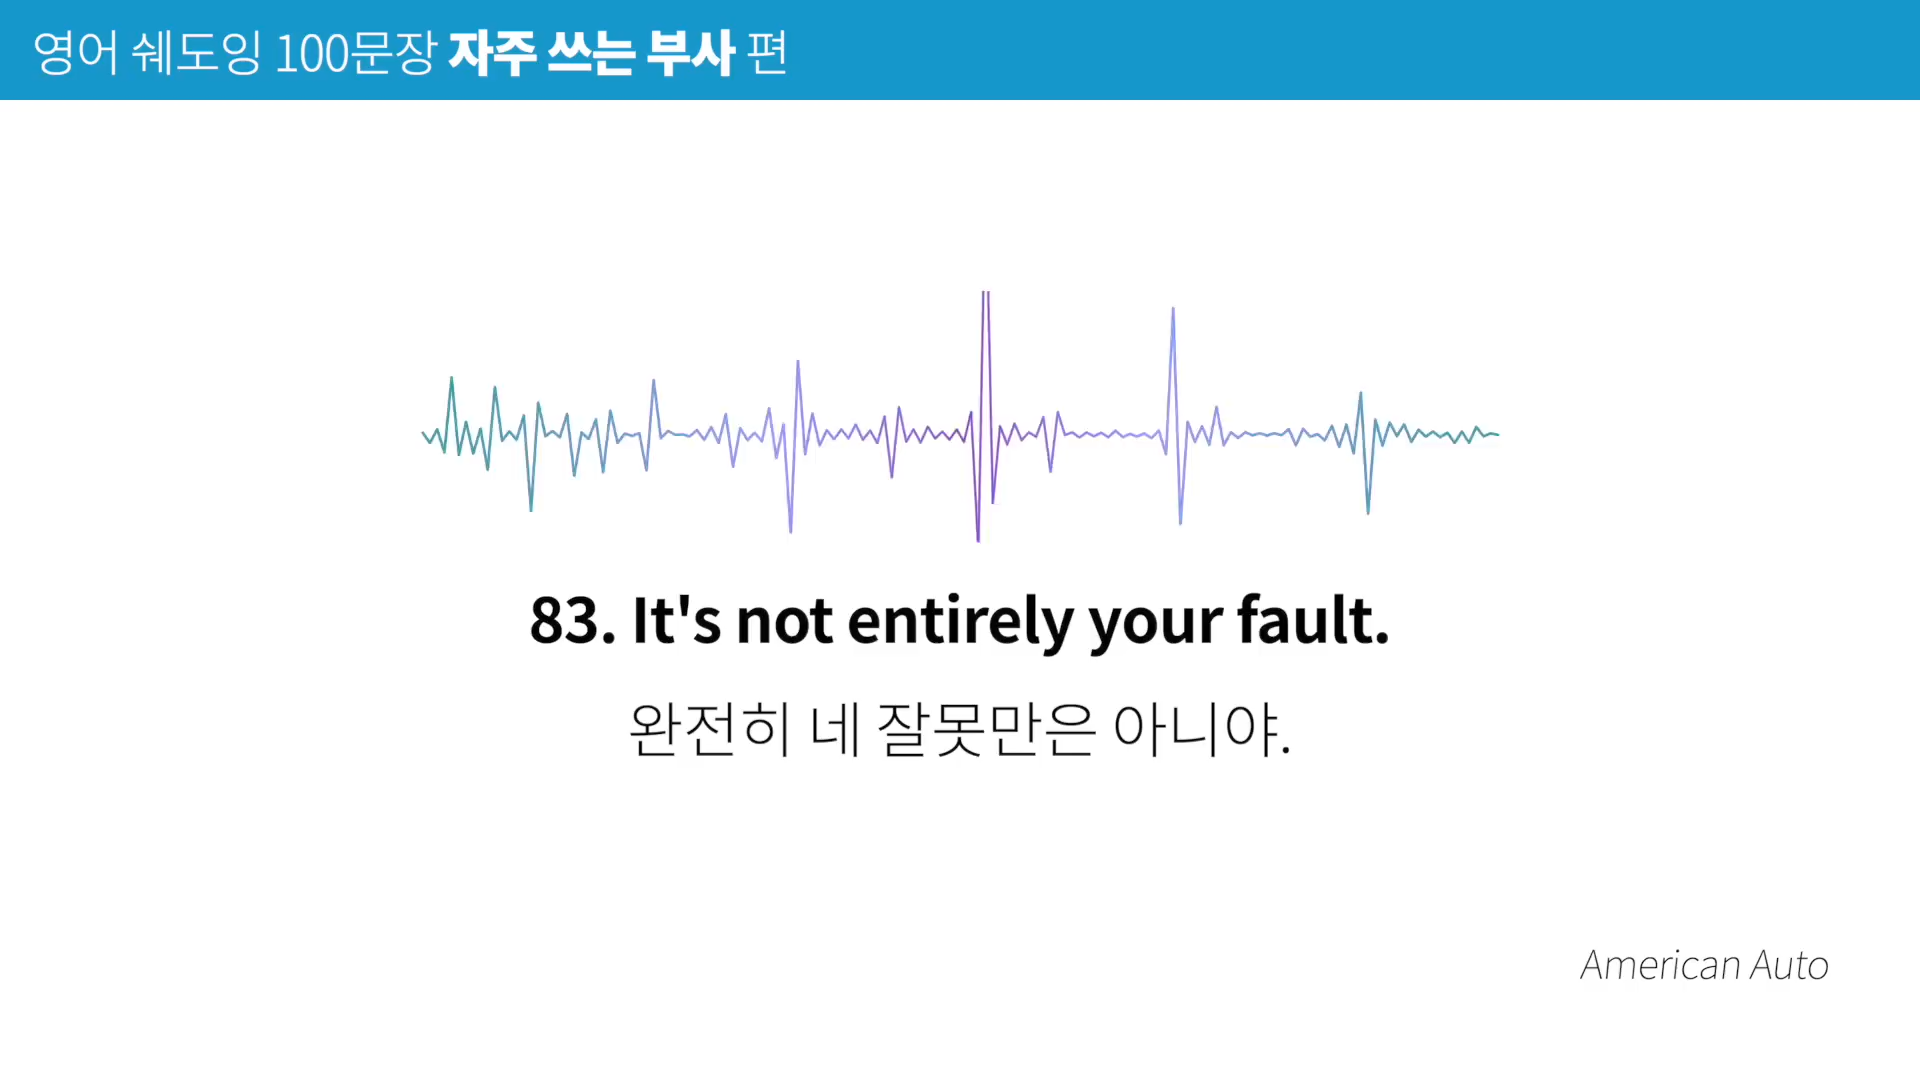 영어 쉐도잉 100문장 자주 쓰는 부사 편
83. It's not entirely your fault.
완전히 네 잘못만은 아니야.
American Auto